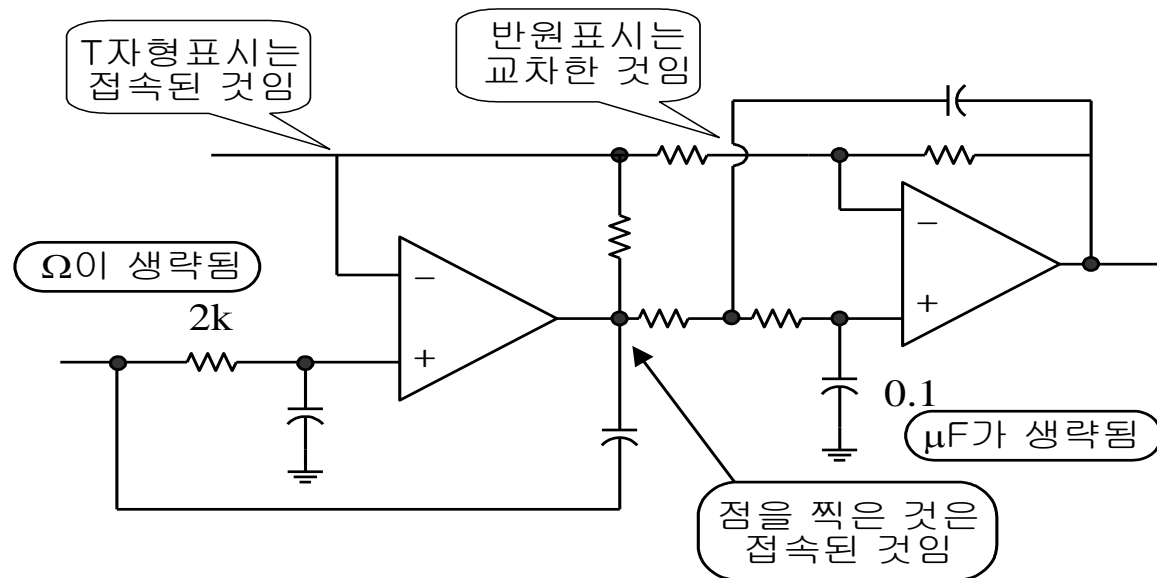 T자형표시는
접속된 것임
반원표시는
교차한 것임
Ω이 생략됨
2k
−
+
−
+
0.1
μF가 생략됨
점을 찍은 것은
접속된 것임